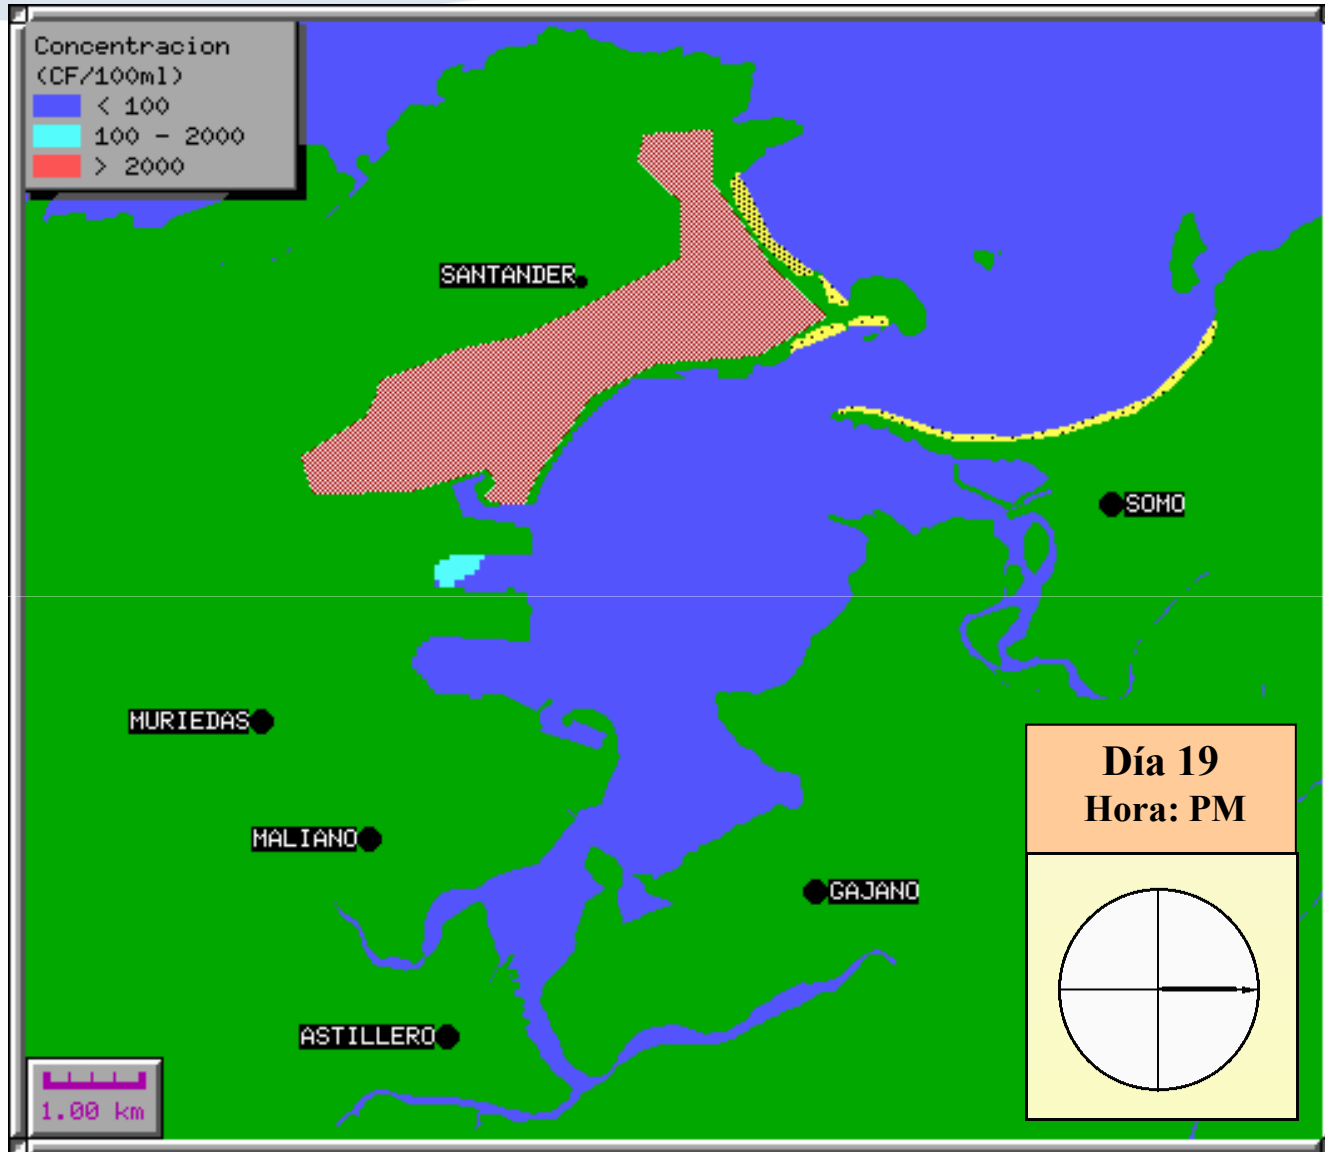 Concentracion
(CF/100ml)
< 100
100 - 2000
> 2000
SANTANDER
SOMO
MURIEDAS
Día 19
Hora: PM
MALIANO
GAJANO
ASTILLERO
1.00 km